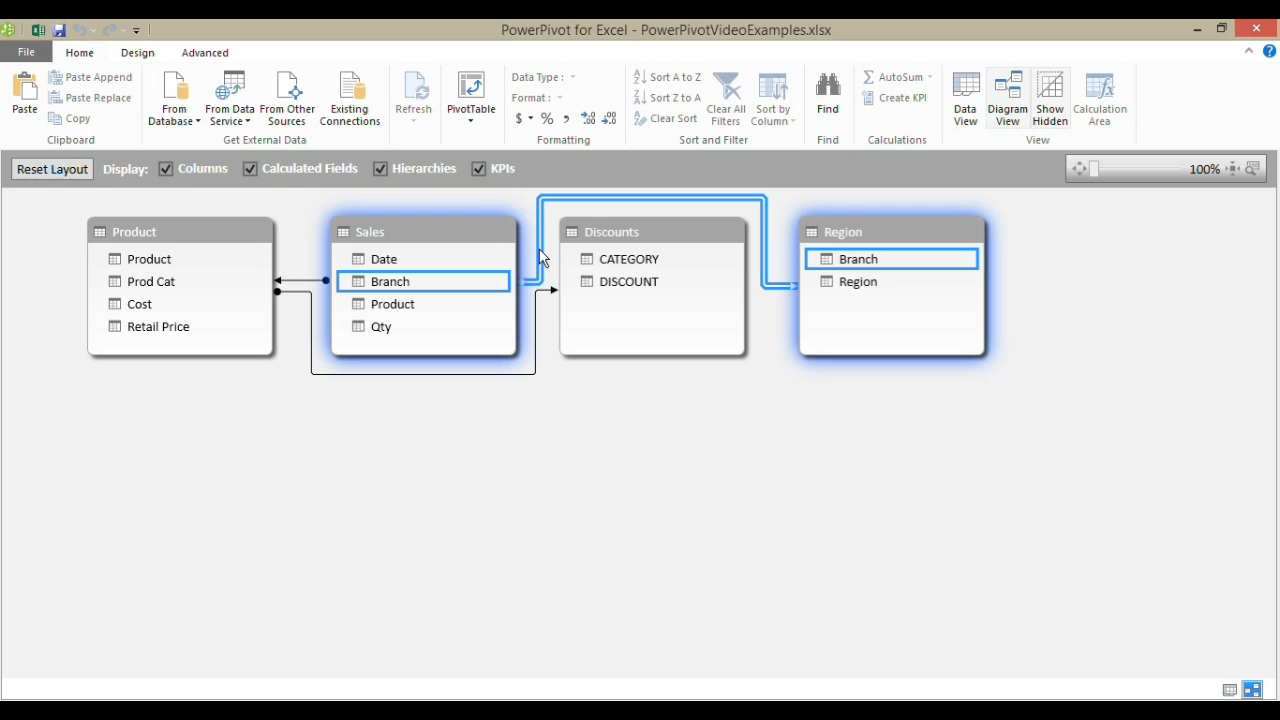 PowerPivot for Excel - PowerPivotVideoExamples.xlsx
File
Home
Design
Advanced
Paste
Paste Append
Paste Replace
Copy
Clipboard
From
Database
From Data
Service
From Other
Sources
Existing
Connections
Get External Data
Refresh
PivotTable
Data Type :
Format :
$ %
Formatting
Sort A to Z
Sort Z to A
Clear Sort
Clear All
Filters
Sort by
Column
Sort and Filter
Find
Find
AutoSum
Create KPI
Calculations
Data
View
Diagram
View
Show
Hidden
Calculation
Area
View
Reset Layout
Display:
Columns
Calculated Fields
Hierarchies
KPIs
100%
Product
Product
Prod Cat
Cost
Retail Price
Sales
Date
Branch
Product
Qty
Discounts
CATEGORY
DISCOUNT
Region
Branch
Region